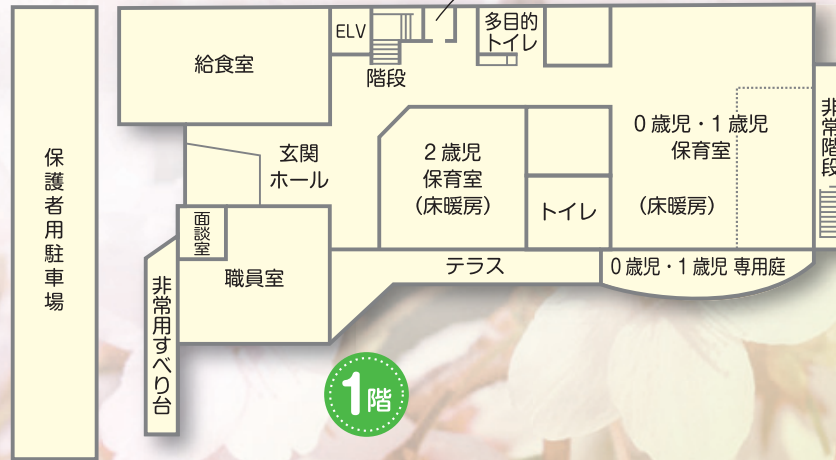 給食室
ELV
階段
多目的
トイレ
0歳児・1歳児
保育室
(床暖房)
非常階段
玄関
ホール
2歳児
保育室
(床暖房)
トイレ
保護者用駐車場
面談室
職員室
テラス
0歳児・1歳児 専用庭
非常用すべり台
1階